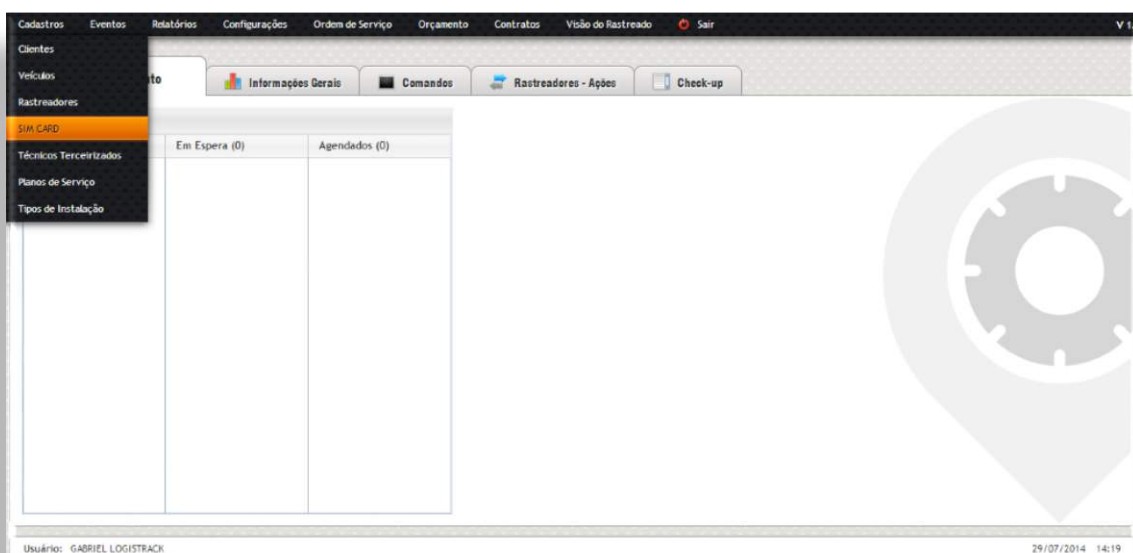 Cadastros Eventos Relatórios Configurações Ordem de Serviço Orçamento Contratos Visão do Rastreado Sair V 1.
Clientes
Veículos
Rastreadores
SIM CARD
Técnicos Terceirizados
Planos de Serviço
Tipos de Instalação
nto Informações Gerais Comandos Rastreadores - Ações Check-up
Em Espera (0) Agendados (0)
Usuário: GABRIEL LOGISTRACK 29/07/2014 14:19